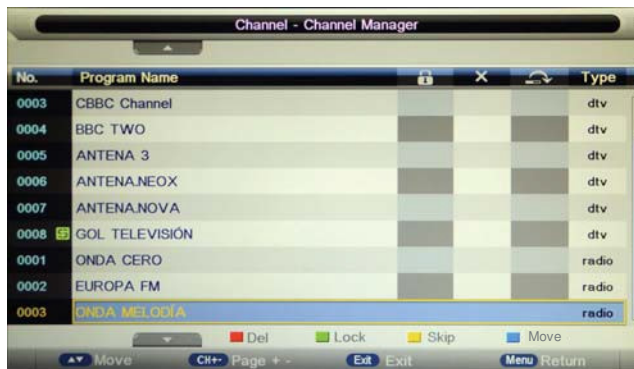 Channel - Channel Manager
No. Program Name Type
0003 CBBC Channel dtv
0004 BBC TWO dtv
0005 ANTENA 3 dtv
0006 ANTENA.NEOX dtv
0007 ANTENA.NOVA dtv
0008 S GOL TELEVISIÓN dtv
0001 ONDA CERO radio
0002 EUROPA FM radio
0003 ONDA MELODÍA radio
Del Lock Skip Move
Move CH+- Page + - Exit Exit Menu Return